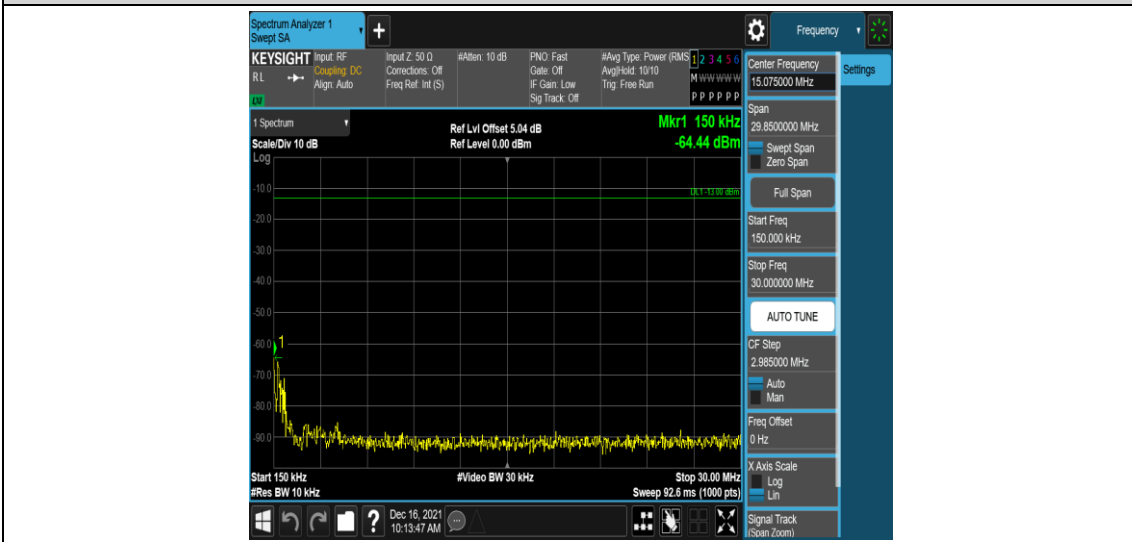 Spectrum Analyzer 1
Swept SA
+
Frequency
KEYSIGHT
RL
LXI
Input: RF
Coupling: DC
Align: Auto
Input Z: 50 Ω
Corrections: Off
Freq Ref: Int (S)
#Atten: 10 dB
PNO: Fast
Gate: Off
IF Gain: Low
Sig Track: Off
#Avg Type: Power (RMS
Avg|Hold: 10/10
Trig: Free Run
1 2 3 4 5 6
M W W W W W
P P P P P P
1 Spectrum
Scale/Div 10 dB
Ref Lvl Offset 5.04 dB
Ref Level 0.00 dBm
Mkr1 150 kHz
-64.44 dBm
Log
-10.0
DL1 -13.00 dBm
-20.0
-30.0
-40.0
-50.0
-60.0
1
-70.0
-80.0
-90.0
Start 150 kHz
#Video BW 30 kHz
Stop 30.00 MHz
#Res BW 10 kHz
Sweep 92.6 ms (1000 pts)
?
Dec 16, 2021
10:13:47 AM
Center Frequency
15.075000 MHz
Settings
Span
29.8500000 MHz
Swept Span
Zero Span
Full Span
Start Freq
150.000 kHz
Stop Freq
30.000000 MHz
AUTO TUNE
CF Step
2.985000 MHz
Auto
Man
Freq Offset
0 Hz
X Axis Scale
Log
Lin
Signal Track
(Span Zoom)